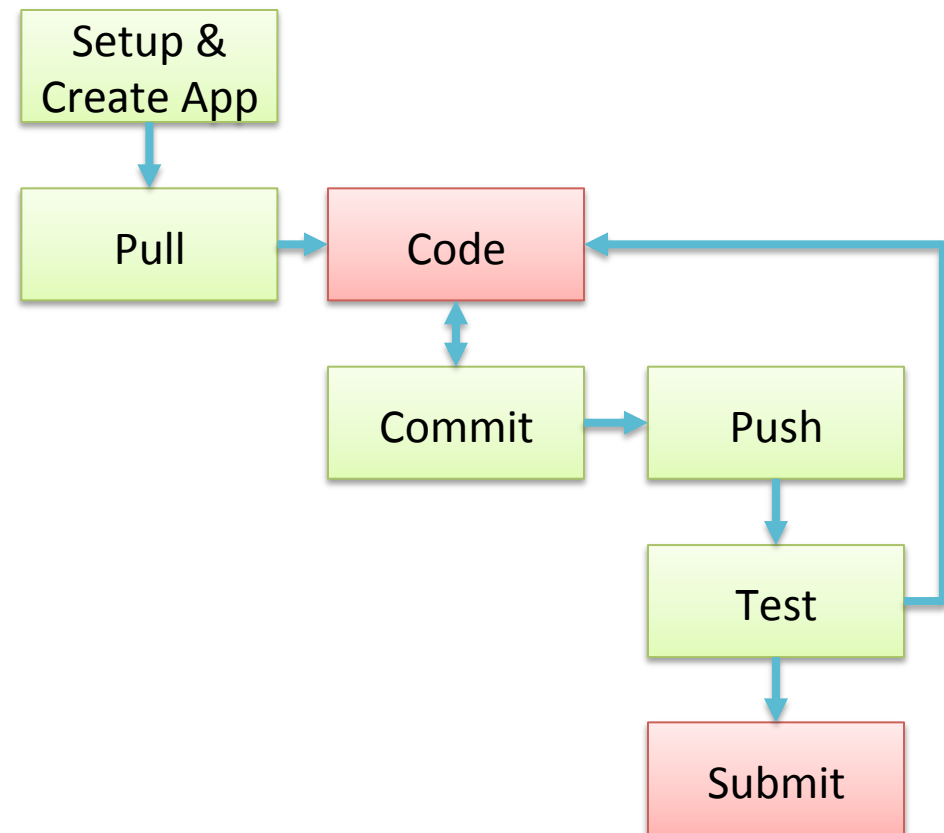 Setup &
Create App
Pull
Code
Commit
Push
Test
Submit